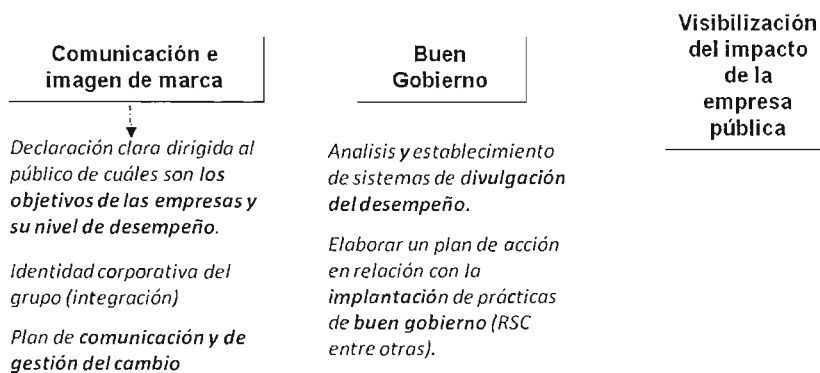 Comunicación e
imagen de marca
Declaración clara dirigida al
público de cuáles son los
objetivos de las empresas y
su nivel de desempeño.
Identidad corporativa del
grupo (integración)
Plan de comunicación y de
gestión del cambio
Buen
Gobierno
Analisis y establecimiento
de sistemas de divulgación
del desempeño.
Elaborar un plan de acción
en relación con la
implantación de prácticas
de buen gobierno (RSC
entre otras).
Visibilización
del impacto
de la
empresa
pública